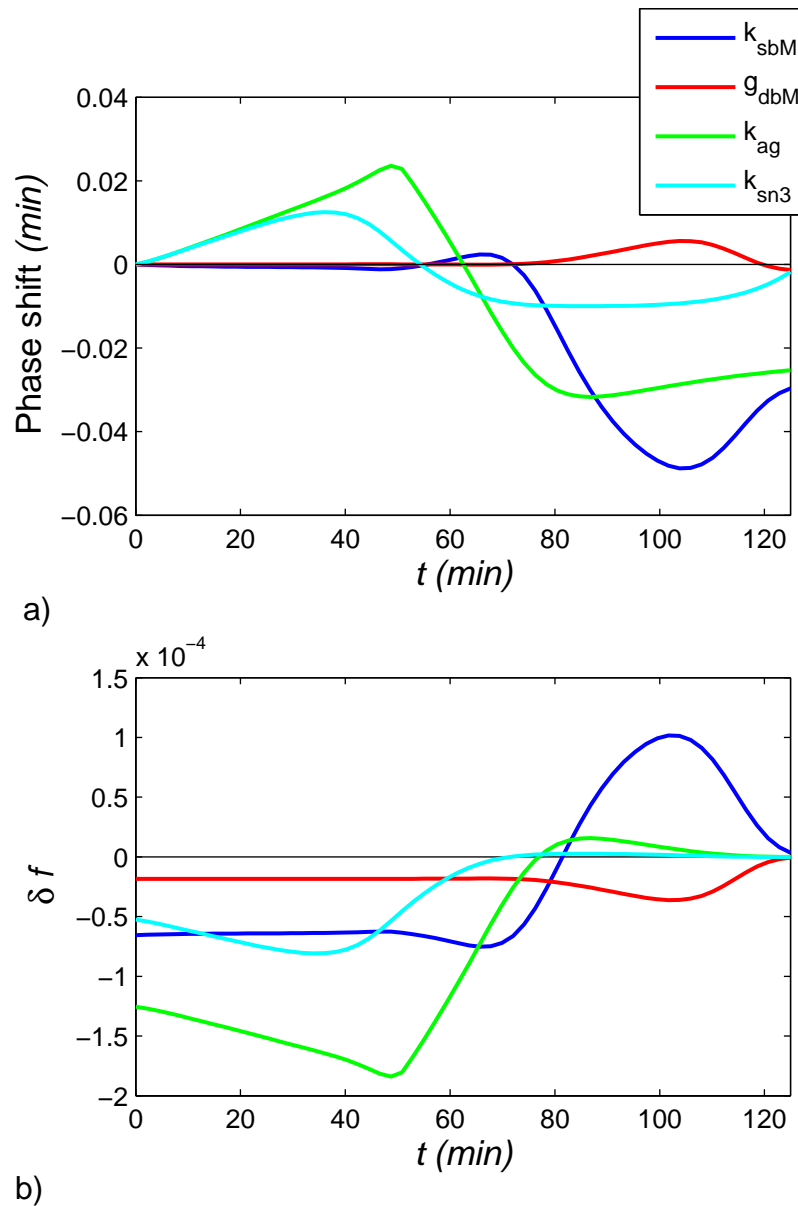 k_sbM
g_dbM
k_ag
k_sn3
0.04
0.02
0
−0.02
−0.04
−0.06
Phase shift (min)
0 20 40 60 80 100 120
t (min)
a)
x 10^−4
1.5
1
0.5
0
−0.5
−1
−1.5
−2
δ f
0 20 40 60 80 100 120
t (min)
b)